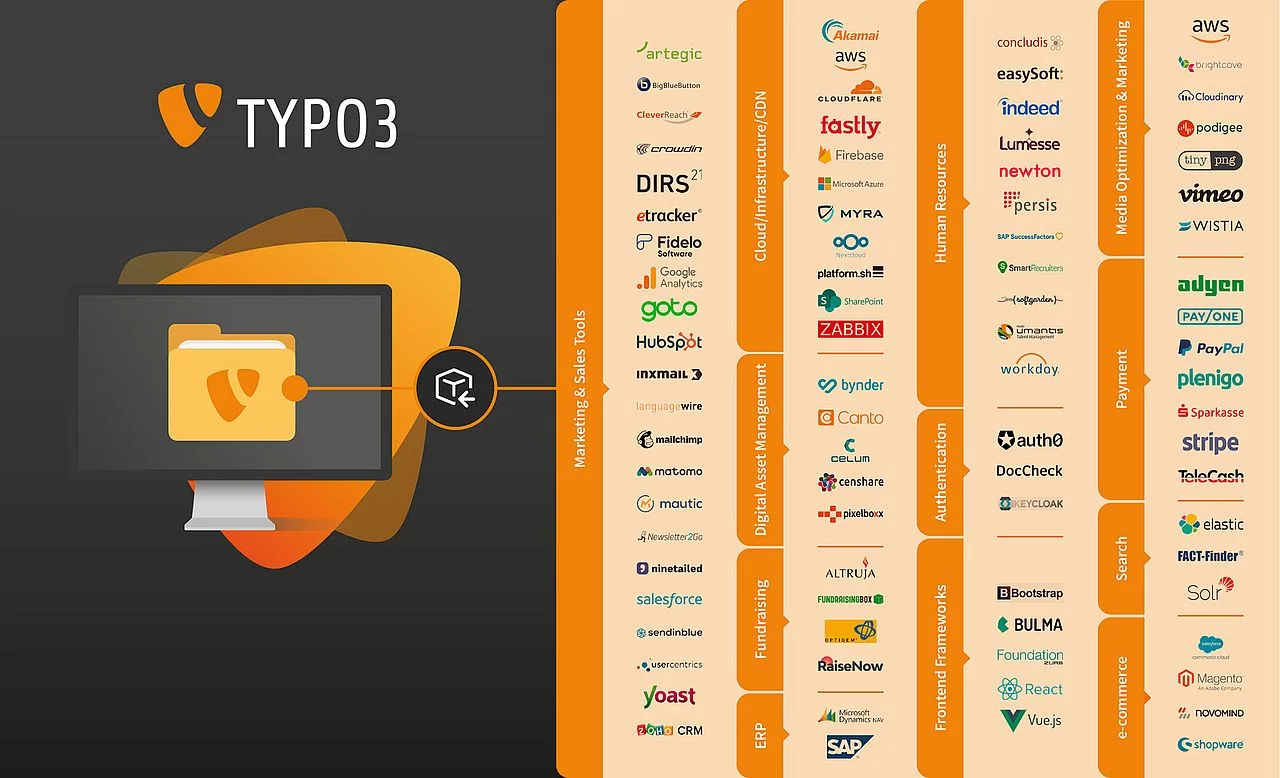 TYPO3
Marketing & Sales Tools
artegic
BigBlueButton
CleverReach
crowdin
DIRS21
etracker®
Fidelo
Software
Google
Analytics
goto
HubSpot
INXMAIL
languagewire
mailchimp
matomo
mautic
Newsletter2Go
ninetailed
salesforce
sendinblue
usercentrics
yoast
ZOHO CRM
Cloud/Infrastructure/CDN
Akamai
aws
CLOUDFLARE
fastly
Firebase
Microsoft Azure
MYRA
Nextcloud
platform.sh
S
SharePoint
ZABBIX
Digital Asset Management
bynder
Canto
CELUM
censhare
pixelboxx
Fundraising
ALTRUJA
FUNDRAISINGBOX
OPTIGEM
RaiseNow
ERP
Microsoft
Dynamics NAV
SAP
Human Resources
concludis
easySoft:
indeed
Lumesse
newton
persis
SAP SuccessFactors
SmartRecruiters
(softgarden)
umantis
Talent Management
workday.
Authentication
auth0
DocCheck
KEYCLOAK
Frontend Frameworks
B Bootstrap
BULMA
Foundation
ZURB
React
Vue.js
Media Optimization & Marketing
aws
brightcove
Cloudinary
podigee
tiny png
vimeo
WISTIA
Payment
adyen
PAY/ONE
PayPal
plenigo
Sparkasse
stripe
TeleCash
Search
elastic
FACT-Finder®
Solr
e-commerce
salesforce
commerce cloud
Magento
An Adobe Company
NOVOMIND
shopware